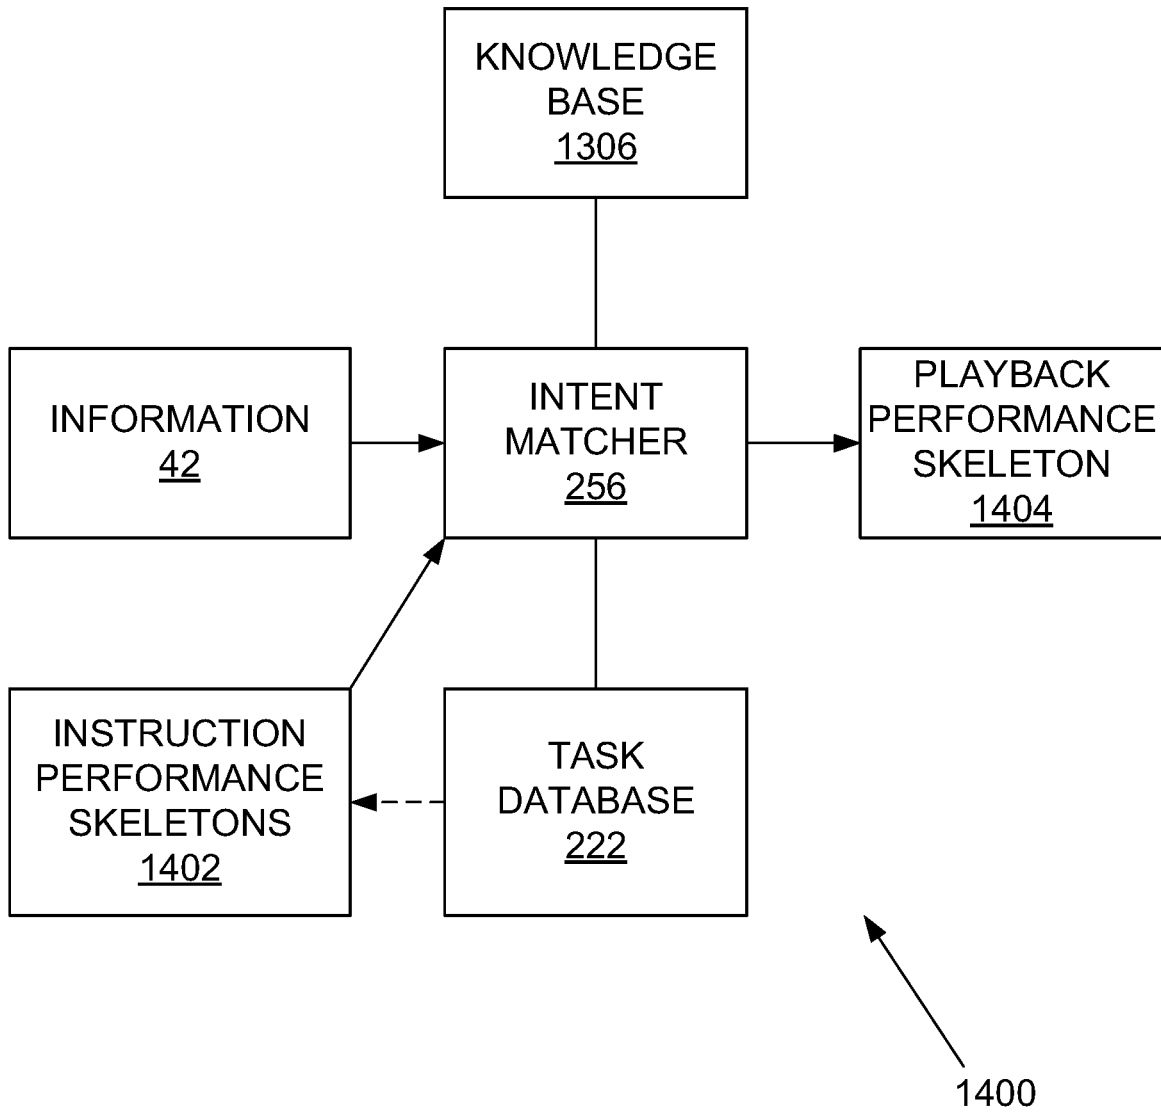 KNOWLEDGE
BASE
1306
INFORMATION
42
INTENT
MATCHER
256
PLAYBACK
PERFORMANCE
SKELETON
1404
INSTRUCTION
PERFORMANCE
SKELETONS
1402
TASK
DATABASE
222
1400